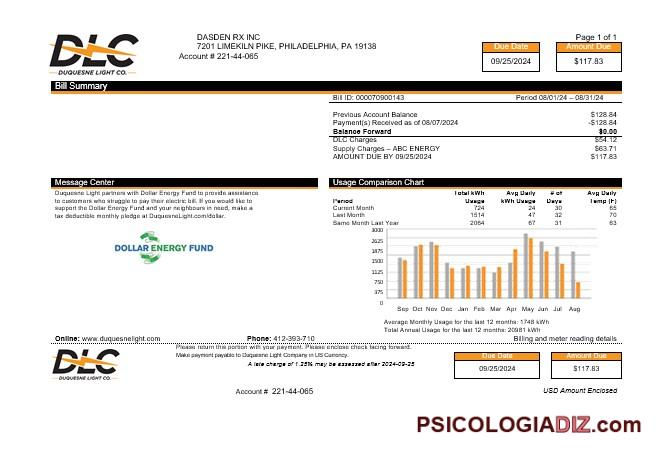 DLC
DUQUESNE LIGHT CO.
DASDEN RX INC
7201 LIMEKILN PIKE, PHILADELPHIA, PA 19138
Account # 221-44-065
Page 1 of 1
Due Date Amount Due
09/25/2024 $117.83
Bill Summary
Bill ID: 000070900143 Period 08/01/24 – 08/31/24
Previous Account Balance $128.84
Payment(s) Received as of 08/07/2024 -$128.84
Balance Forward $0.00
DLC Charges $54.12
Supply Charges – ABC ENERGY $63.71
AMOUNT DUE BY 09/25/2024 $117.83
Message Center
Duquesne Light partners with Dollar Energy Fund to provide assistance
to customers who struggle to pay their electric bill. If you would like to
support the Dollar Energy Fund and your neighbours in need, make a
tax deductible monthly pledge at DuquesneLight.com/dollar.
DOLLAR ENERGY FUND
Usage Comparison Chart
Total kWh Avg Daily # of Avg Daily
Period Usage kWh Usage Days Temp (F)
Current Month 724 24 30 65
Last Month 1514 47 32 70
Same Month Last Year 2064 67 31 63
3000
2625
2250
1875
1500
1125
750
375
0
Sep Oct Nov Dec Jan Feb Mar Apr May Jun Jul Aug
Average Monthly Usage for the last 12 months: 1748 kWh
Total Annual Usage for the last 12 months: 20981 kWh
Online: www.duquesnelight.com Phone: 412-393-710 Billing and meter reading details
DLC
DUQUESNE LIGHT CO.
Please return this portion with your payment. Please enclose check facing forward.
Make payment payable to Duquesne Light Company in US Currency.
A late charge of 1.25% may be assessed after 2024-09-25
Due Date Amount Due
09/25/2024 $117.83
Account # 221-44-065
USD Amount Enclosed
PSICOLOGIADIZ.com